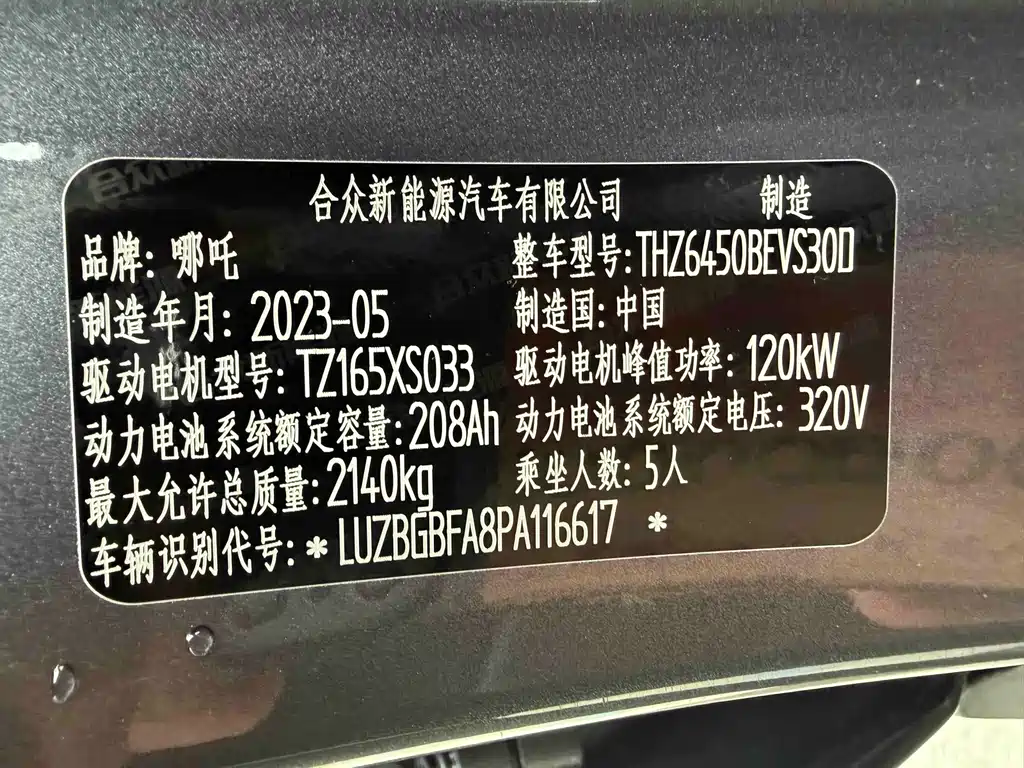 合众新能源汽车有限公司 制造
品牌: 哪吒 整车型号:THZ6450BEVS30
制造年月: 2023-05 制造国: 中国
驱动电机型号: TZ165XS033 驱动电机峰值功率: 120kW
动力电池系统额定容量: 208Ah 动力电池系统额定电压: 320V
最大允许总质量: 2140kg 乘坐人数: 5人
车辆识别代号: *LUZBGBFA8PA116617 *